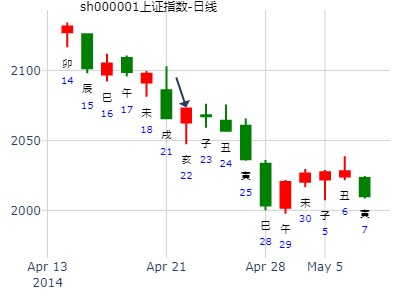 sh000001上证指数-日线
2100
2050
2000
卯
14
辰
15
巳
16
午
17
未
18
戌
21
亥
22
子
23
丑
24
寅
25
巳
28
午
29
未
30
子
5
丑
6
寅
7
Apr 13
2014
Apr 21
Apr 28
May 5